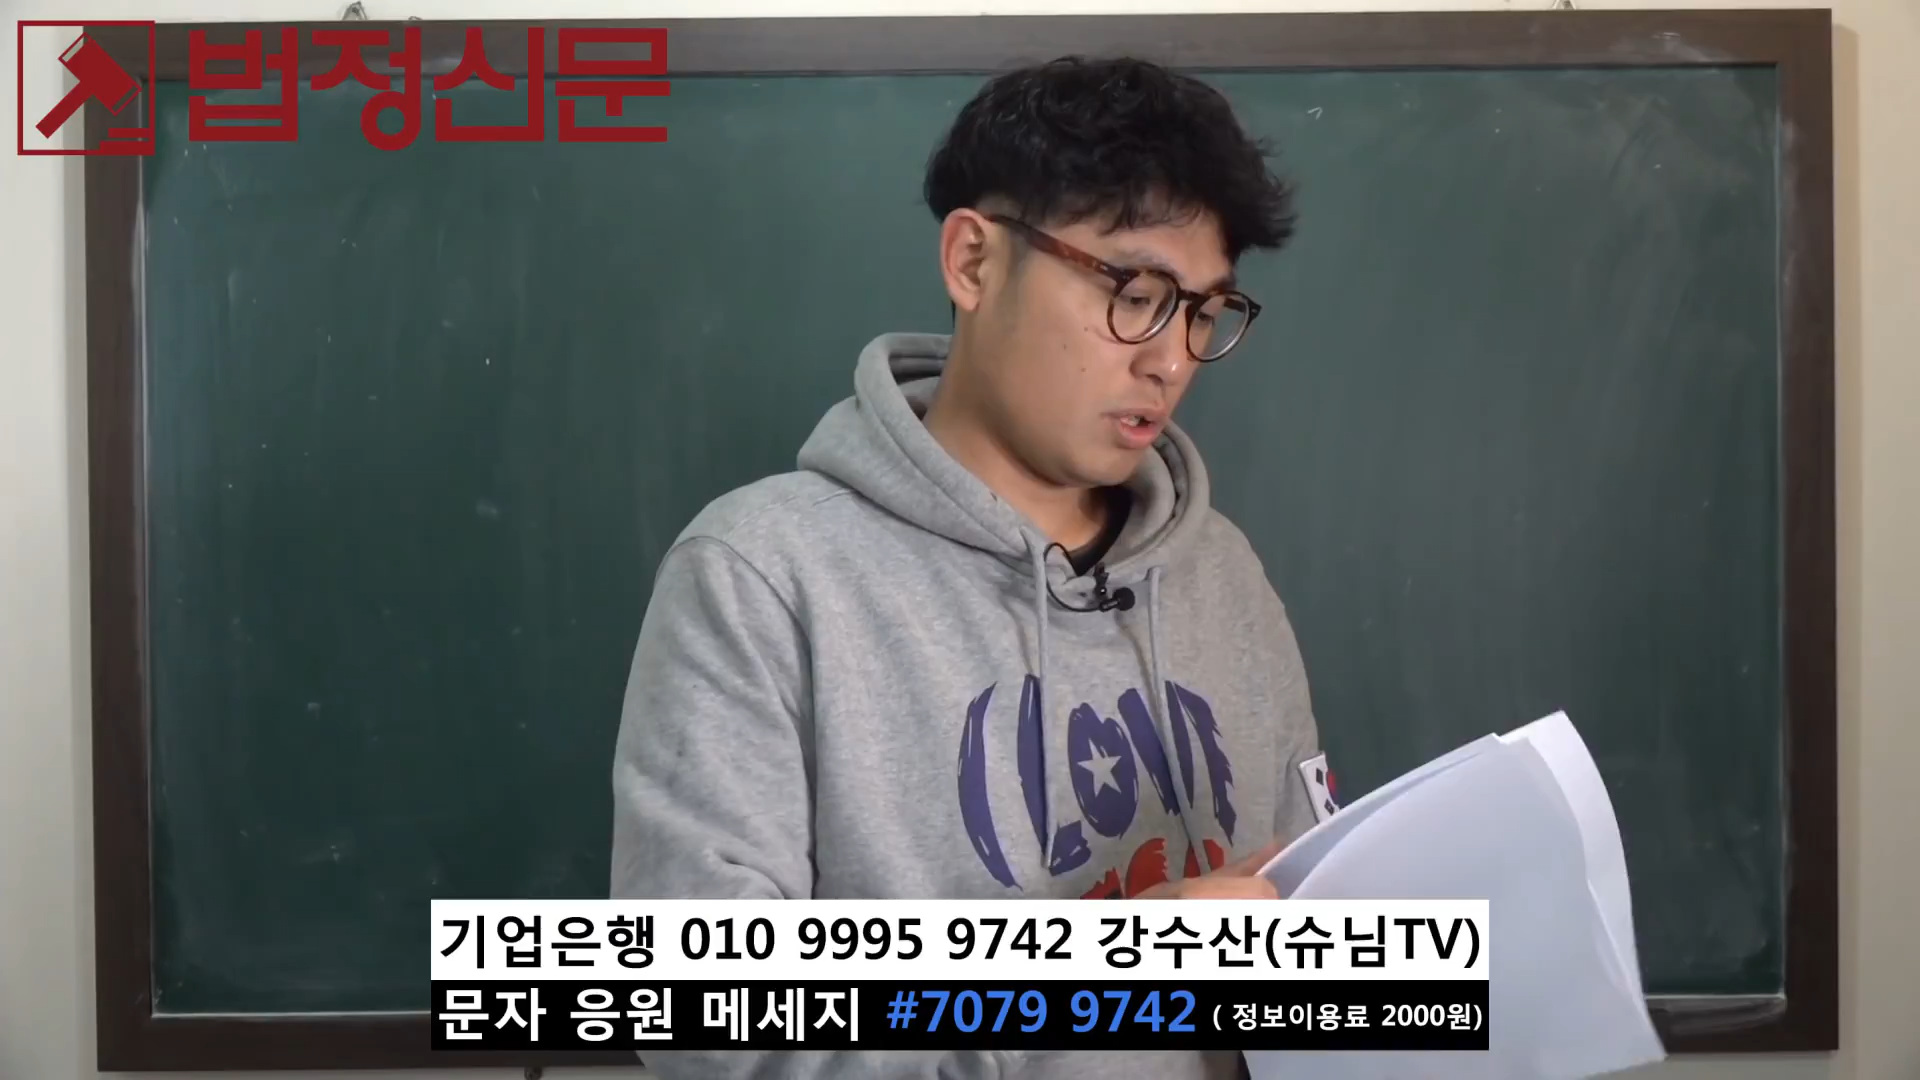 법정신문
I LOVE
기업은행 010 9995 9742 강수산(슈님TV)
문자 응원 메세지 #7079 9742 ( 정보이용료 2000원)